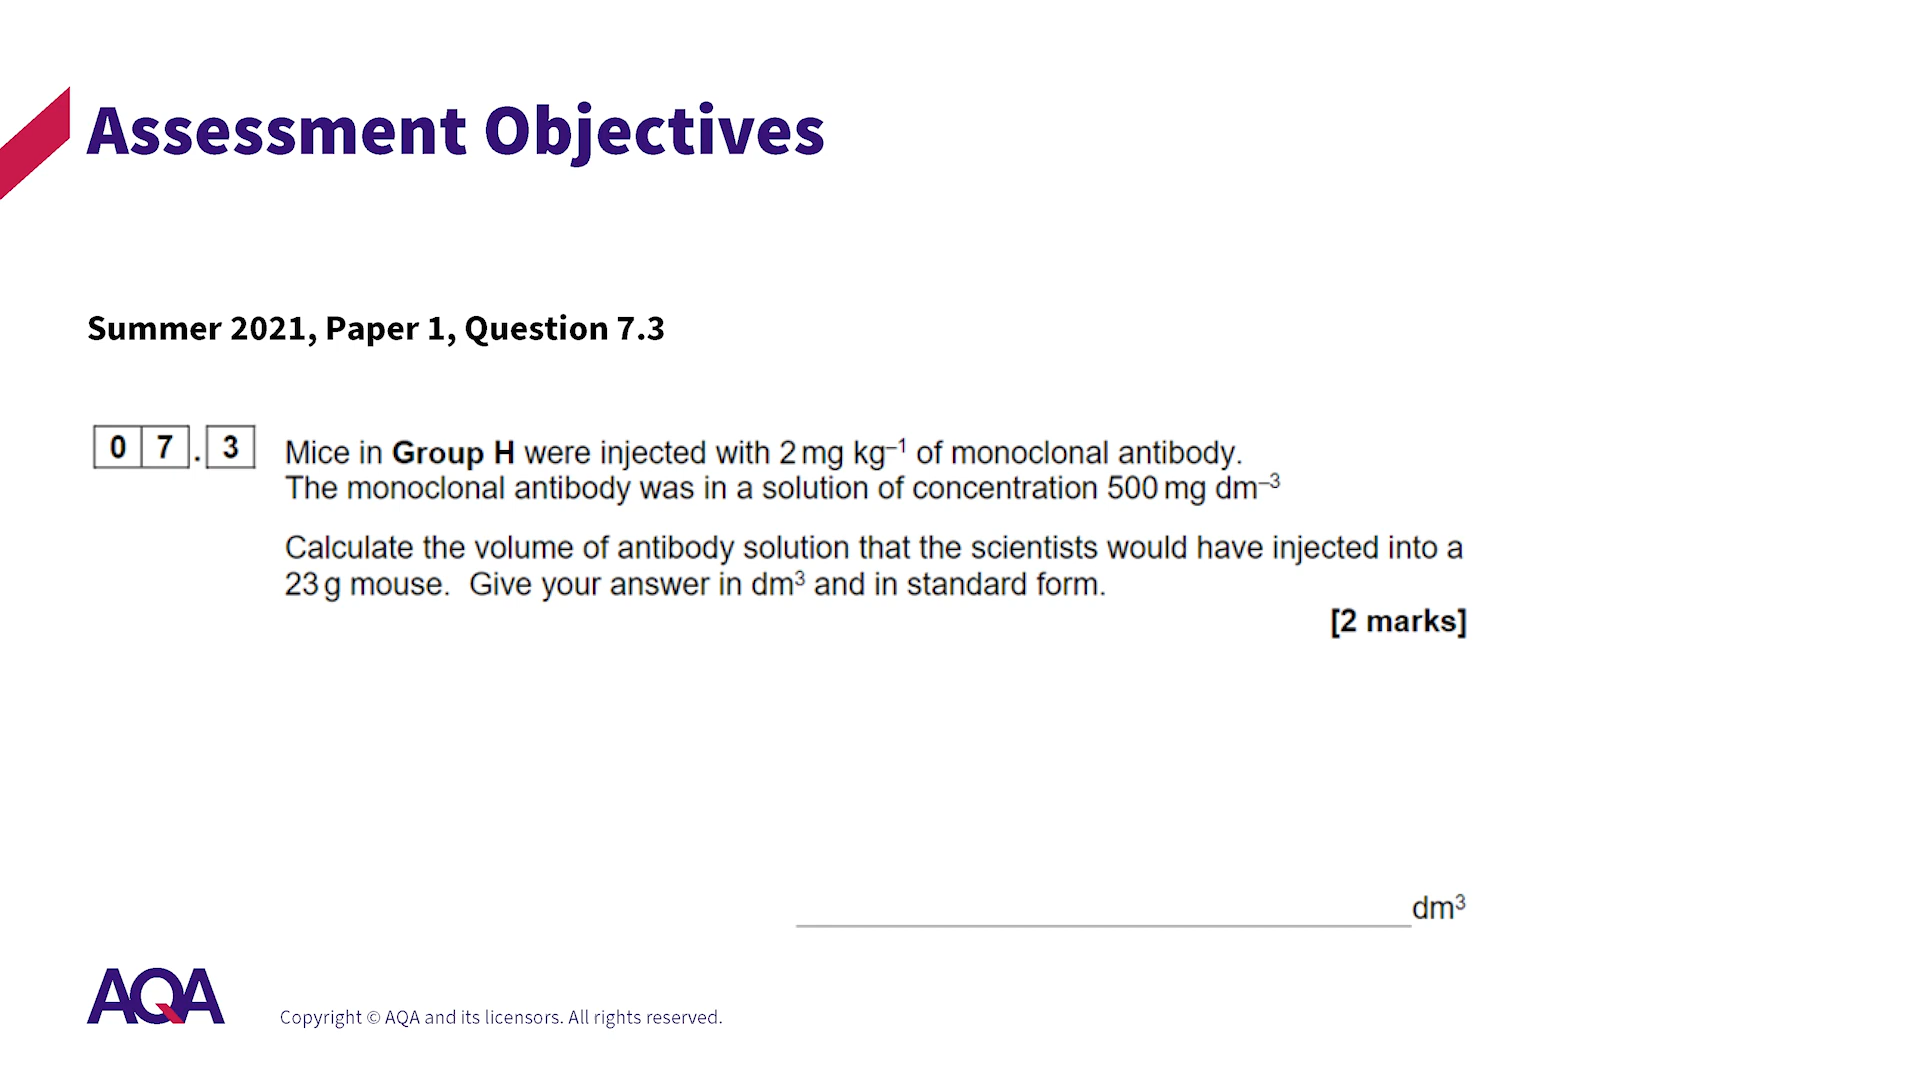 Assessment Objectives
Summer 2021, Paper 1, Question 7.3
0 7 . 3 Mice in Group H were injected with 2 mg kg⁻¹ of monoclonal antibody.
The monoclonal antibody was in a solution of concentration 500 mg dm⁻³
Calculate the volume of antibody solution that the scientists would have injected into a
23 g mouse. Give your answer in dm³ and in standard form.
[2 marks]
dm³
AQA
Copyright © AQA and its licensors. All rights reserved.